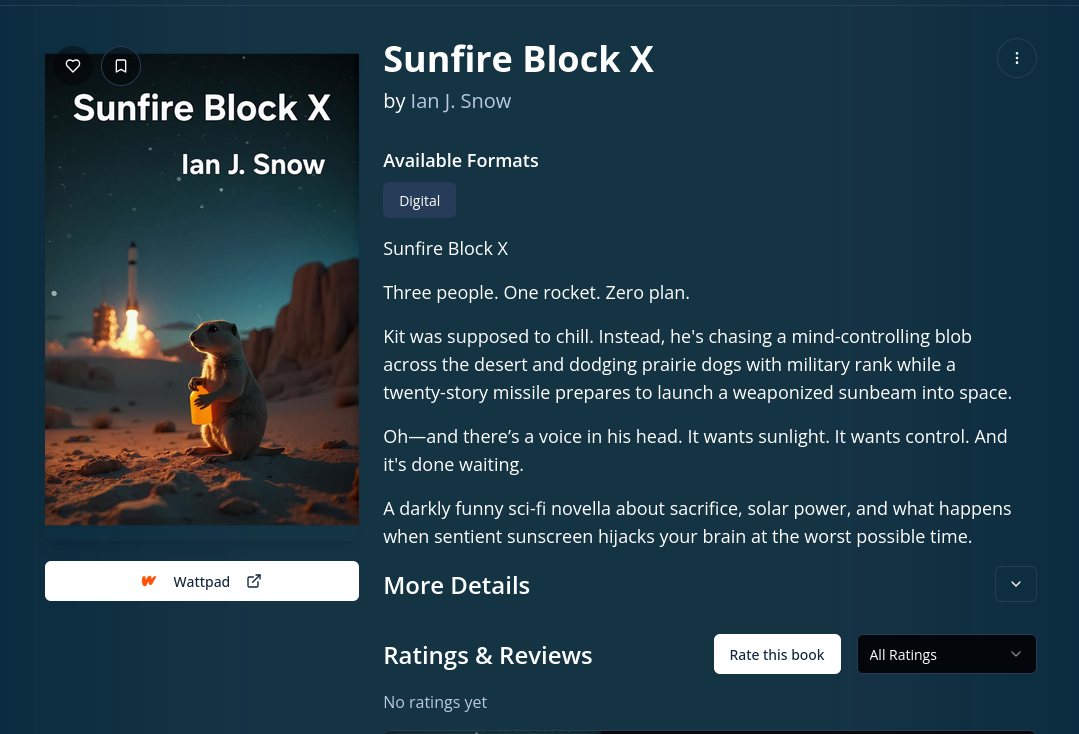 Sunfire Block X
Ian J. Snow
Wattpad
Sunfire Block X
by Ian J. Snow
Available Formats
Digital
Sunfire Block X
Three people. One rocket. Zero plan.
Kit was supposed to chill. Instead, he's chasing a mind-controlling blob
across the desert and dodging prairie dogs with military rank while a
twenty-story missile prepares to launch a weaponized sunbeam into space.
Oh—and there’s a voice in his head. It wants sunlight. It wants control. And
it's done waiting.
A darkly funny sci-fi novella about sacrifice, solar power, and what happens
when sentient sunscreen hijacks your brain at the worst possible time.
More Details
Ratings & Reviews
Rate this book
All Ratings
No ratings yet